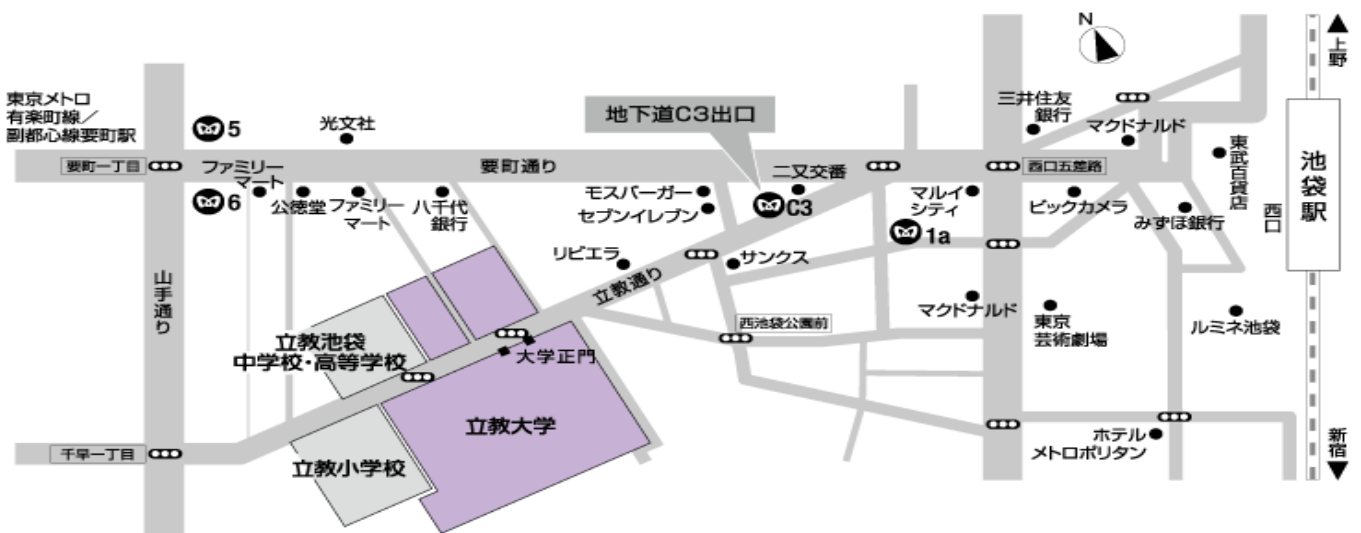 N
上野
東京メトロ
有楽町線/
副都心線要町駅
5
光文社
地下道C3出口
三井住友
銀行
マクドナルド
東武百貨店
池袋駅
西口
要町一丁目
ファミリー
マート
要町通り
二又交番
西口五差路
6
公徳堂
ファミリー
マート
八千代
銀行
モスバーガー
セブンイレブン
C3
マルイ
シティ
1a
ビックカメラ
みずほ銀行
リビエラ
サンクス
山手通り
立教通り
西池袋公園前
マクドナルド
東京
芸術劇場
ルミネ池袋
立教池袋
中学校・高等学校
大学正門
立教大学
立教小学校
千早一丁目
ホテル
メトロポリタン
新宿